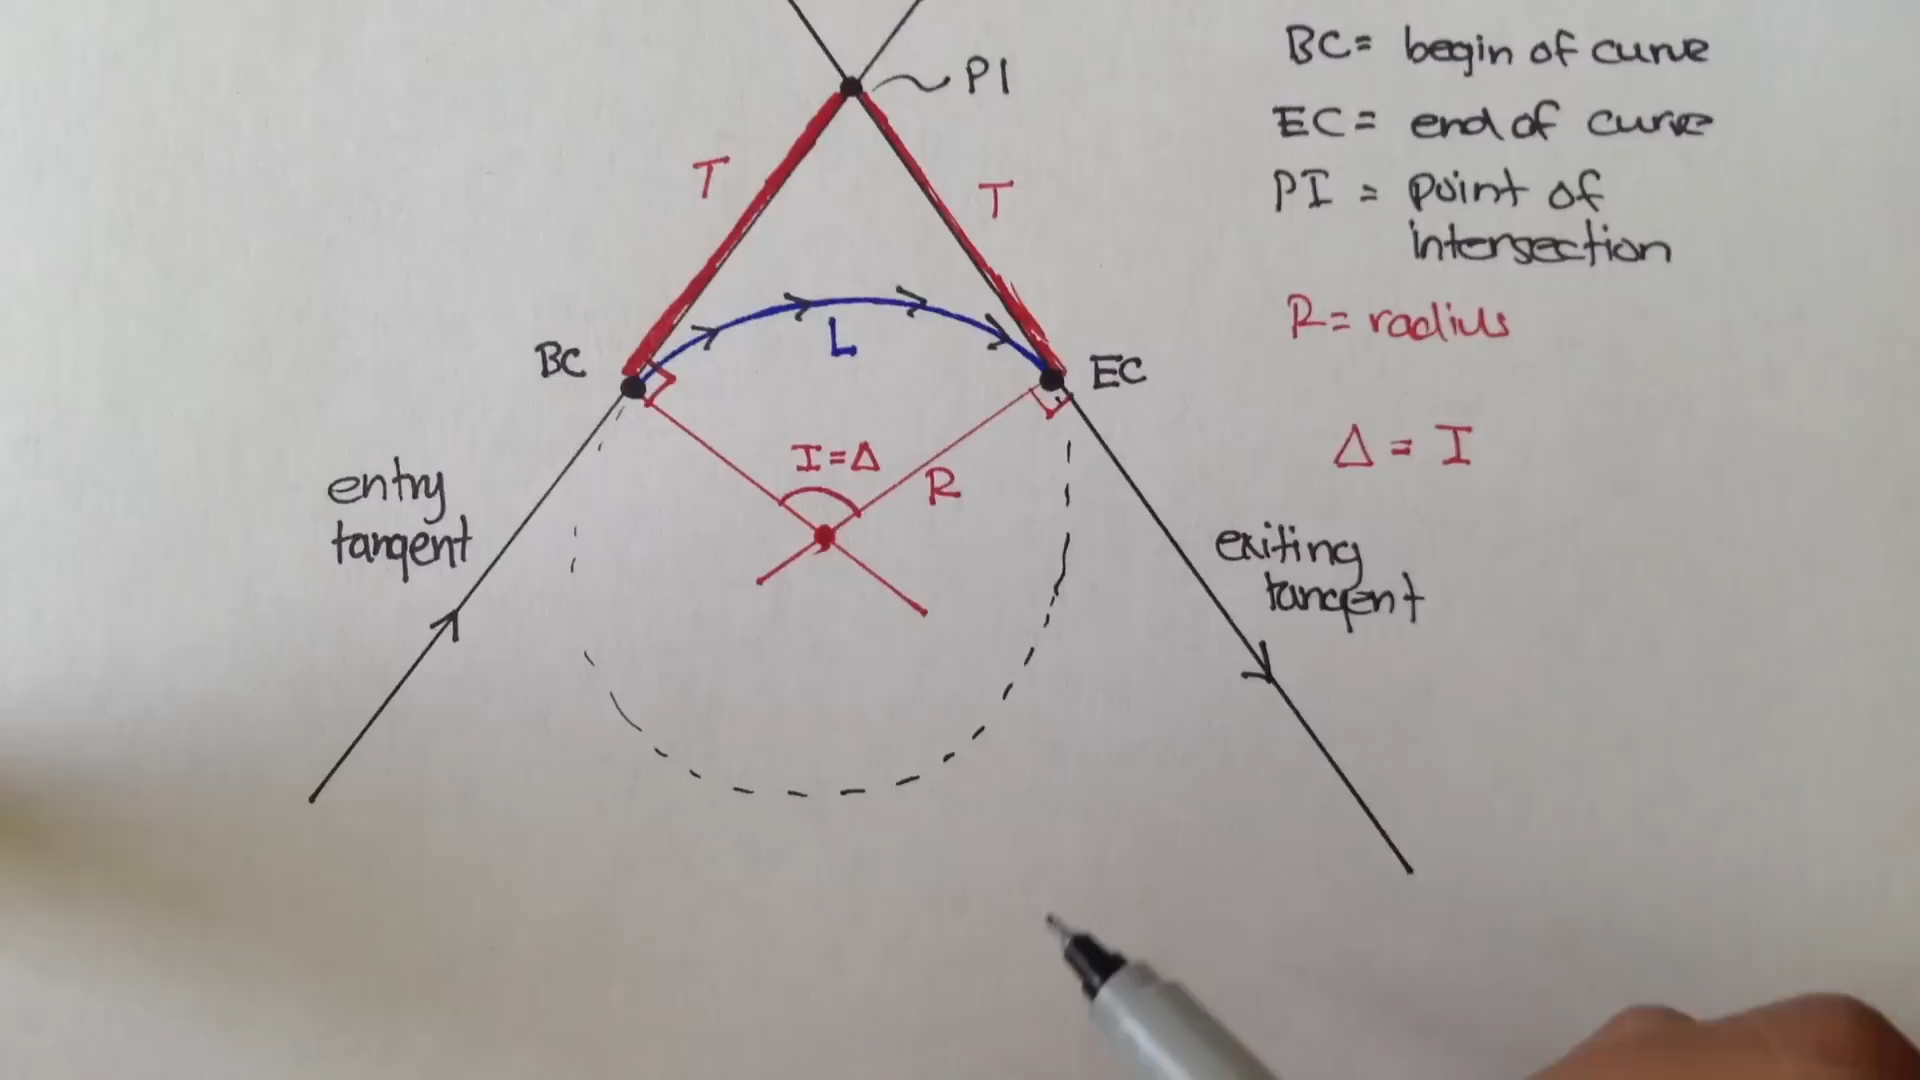 PI
T
T
L
BC
EC
I=Δ
R
entry
tangent
exiting
tangent
BC= begin of curve
EC= end of curve
PI = point of
intersection
R= radius
Δ = I